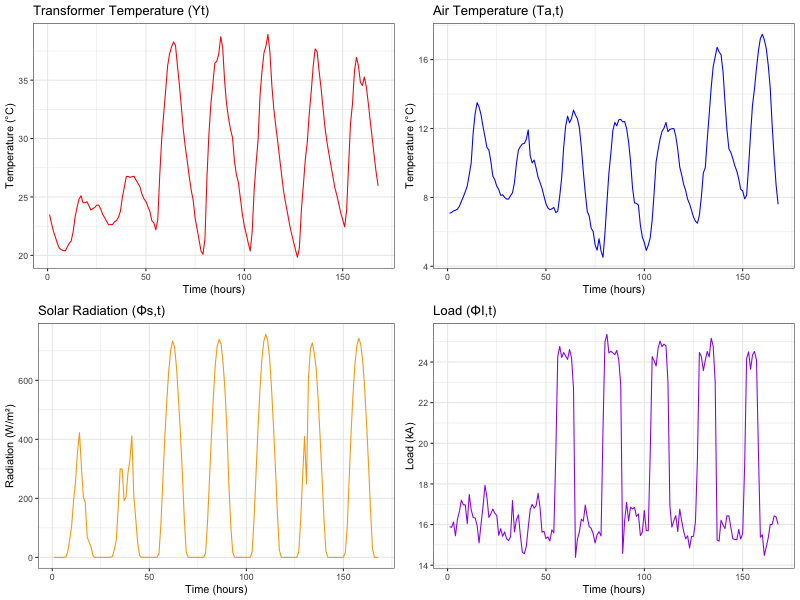 Transformer Temperature (Yt)
Temperature (°C)
35
30
25
20
0
50
100
150
Time (hours)
Air Temperature (Ta,t)
Temperature (°C)
16
12
8
4
0
50
100
150
Time (hours)
Solar Radiation (Φs,t)
Radiation (W/m²)
600
400
200
0
0
50
100
150
Time (hours)
Load (ΦI,t)
Load (kA)
24
22
20
18
16
14
0
50
100
150
Time (hours)